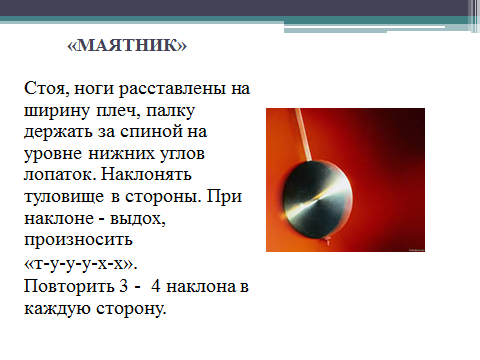 «МАЯТНИК»
Стоя, ноги расставлены на
ширину плеч, палку
держать за спиной на
уровне нижних углов
лопаток. Наклонять
туловище в стороны. При
наклоне - выдох,
произносить
«т-у-у-у-х-х».
Повторить 3 - 4 наклона в
каждую сторону.